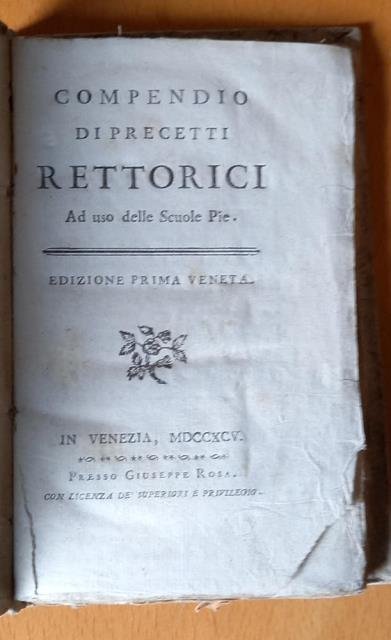 COMPENDIO
DI PRECETTI
RETTORICI
Ad uso delle Scuole Pie.
EDIZIONE PRIMA VENETA.
IN VENEZIA, MDCCXCV.
PRESSO GIUSEPPE ROSA.
CON LICENZA DE' SUPERIORI E PRIVILEGIO.